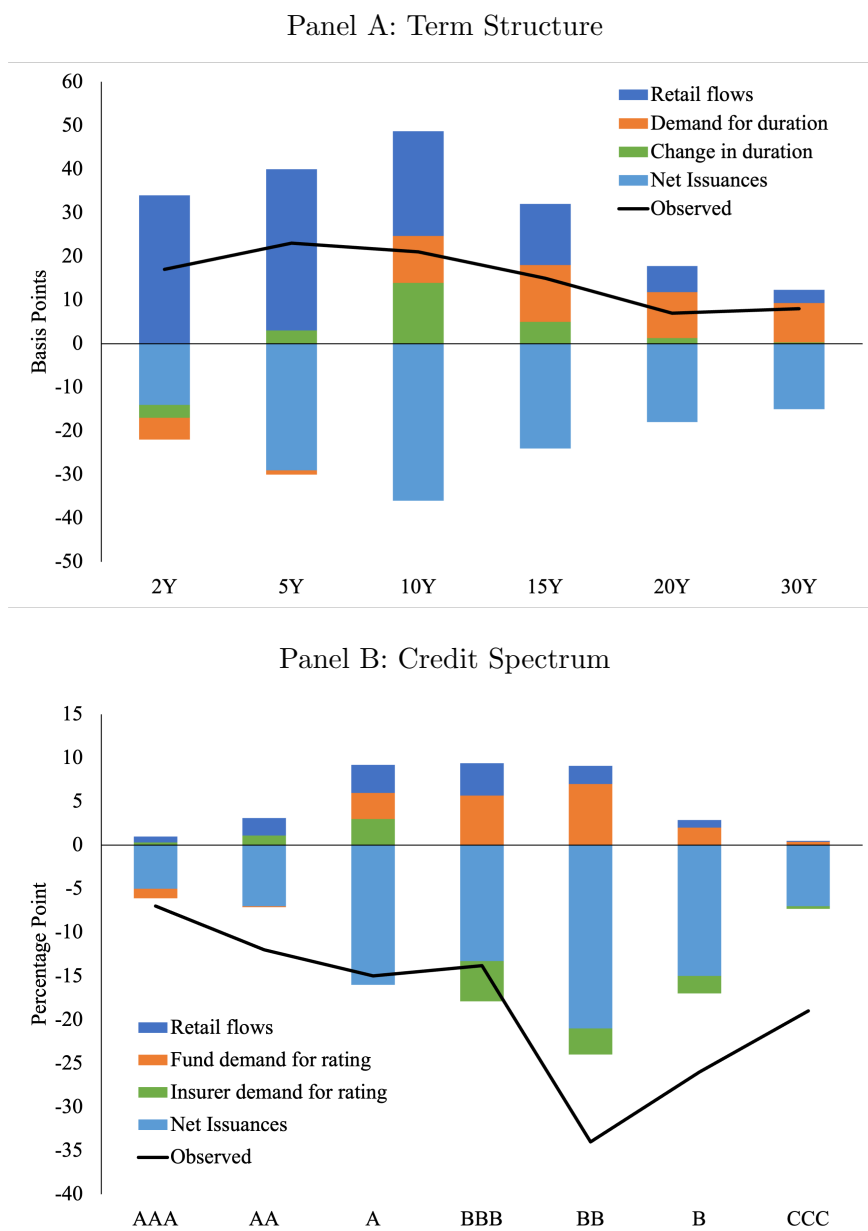 Panel A: Term Structure
60
50
40
30
20
10
0
-10
-20
-30
-40
-50
Basis Points
Retail flows
Demand for duration
Change in duration
Net Issuances
Observed
2Y 5Y 10Y 15Y 20Y 30Y
Panel B: Credit Spectrum
15
10
5
0
-5
-10
-15
-20
-25
-30
-35
-40
Percentage Point
Retail flows
Fund demand for rating
Insurer demand for rating
Net Issuances
Observed
AAA AA A BBB BB B CCC